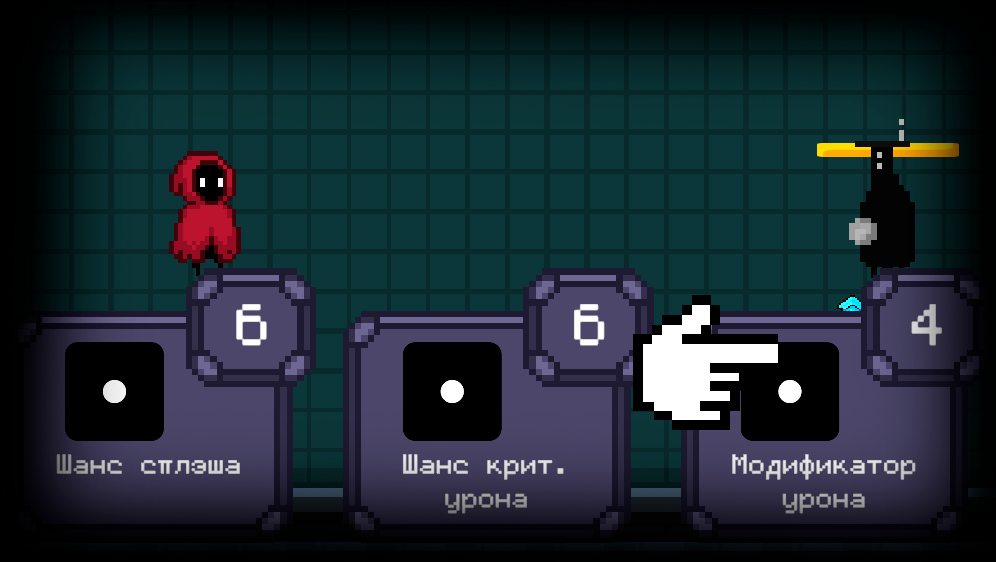 6
6
4
Шанс сплэша
Шанс крит.
урона
Модификатор
урона